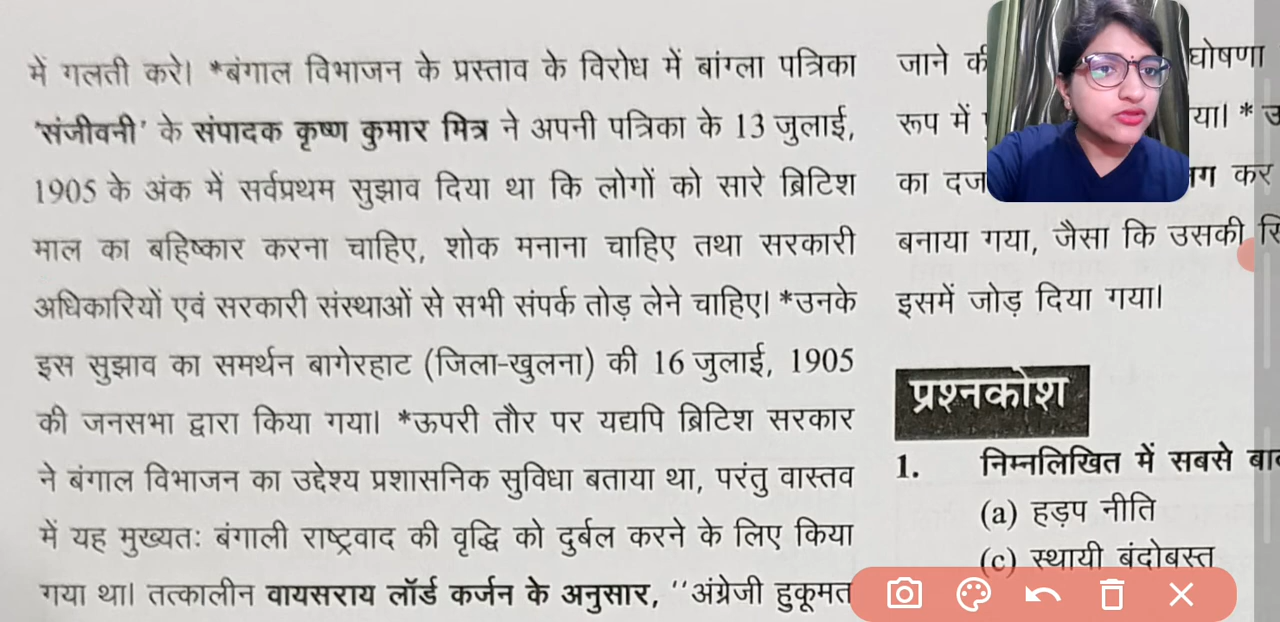 में गलती करे। *बंगाल विभाजन के प्रस्ताव के विरोध में बांग्ला पत्रिका
'संजीवनी' के संपादक कृष्ण कुमार मित्र ने अपनी पत्रिका के 13 जुलाई,
1905 के अंक में सर्वप्रथम सुझाव दिया था कि लोगों को सारे ब्रिटिश
माल का बहिष्कार करना चाहिए, शोक मनाना चाहिए तथा सरकारी
अधिकारियों एवं सरकारी संस्थाओं से सभी संपर्क तोड़ लेने चाहिए। *उनके
इस सुझाव का समर्थन बागेरहाट (जिला-खुलना) की 16 जुलाई, 1905
की जनसभा द्वारा किया गया। *ऊपरी तौर पर यद्यपि ब्रिटिश सरकार
ने बंगाल विभाजन का उद्देश्य प्रशासनिक सुविधा बताया था, परंतु वास्तव
में यह मुख्यतः बंगाली राष्ट्रवाद की वृद्धि को दुर्बल करने के लिए किया
गया था। तत्कालीन वायसराय लॉर्ड कर्जन के अनुसार, ''अंग्रेजी हुकूमत
जाने घोषणा
रूप में
का कर
बनाया गया, जैसा कि उसकी
इसमें जोड़ दिया गया।
प्रश्नकोश
1. निम्नलिखित में सबसे
(a) हड़प नीति
(c) स्थायी बंदोबस्त